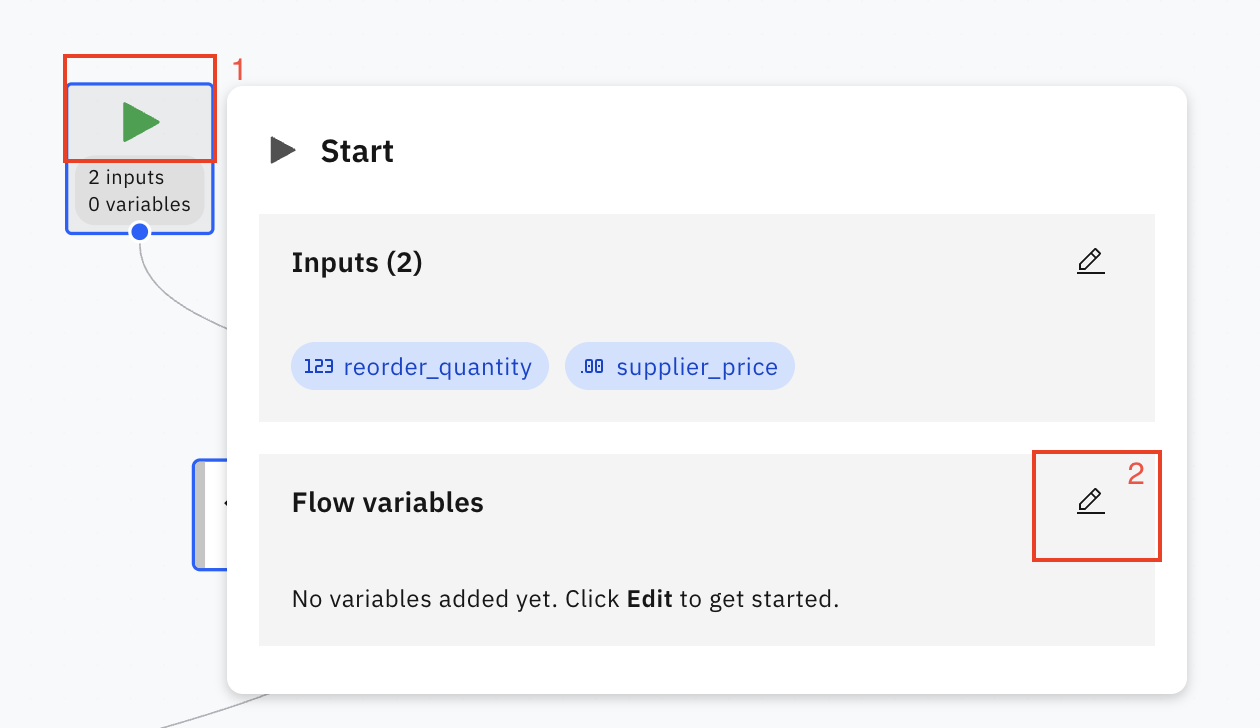 1
2 inputs
0 variables
Start
Inputs (2)
123 reorder_quantity
.00 supplier_price
2
Flow variables
No variables added yet. Click Edit to get started.